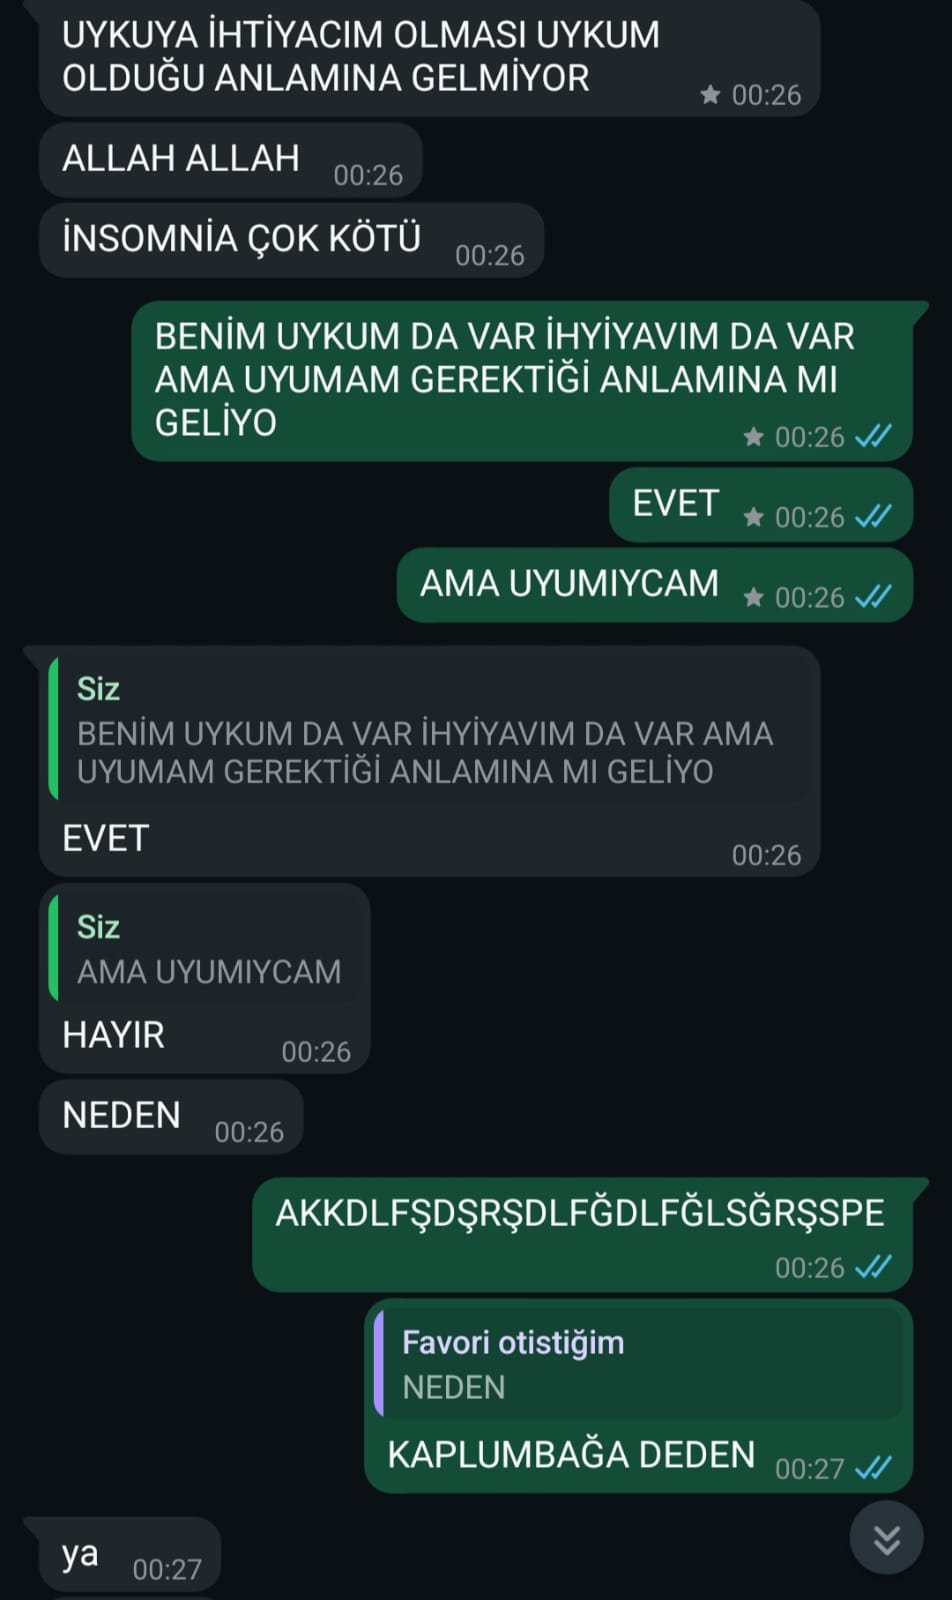 UYKUYA İHTİYACIM OLMASI UYKUM
OLDUĞU ANLAMINA GELMİYOR
★ 00:26
ALLAH ALLAH 00:26
İNSOMNİA ÇOK KÖTÜ 00:26
BENİM UYKUM DA VAR İHYİYAVIM DA VAR
AMA UYUMAM GEREKTİĞİ ANLAMINA MI
GELİYO
★ 00:26
EVET ★ 00:26
AMA UYUMIYCAM ★ 00:26
Siz
BENİM UYKUM DA VAR İHYİYAVIM DA VAR AMA
UYUMAM GEREKTİĞİ ANLAMINA MI GELİYO
EVET
00:26
Siz
AMA UYUMIYCAM
HAYIR 00:26
NEDEN 00:26
AKKDLFŞDŞRŞDLFĞDLFĞLSĞRŞSPE
00:26
Favori otistiğim
NEDEN
KAPLUMBAĞA DEDEN 00:27
ya 00:27